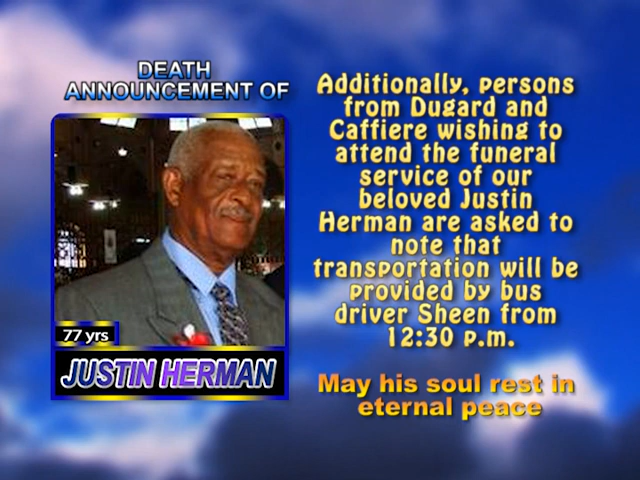 DEATH
ANNOUNCEMENT OF
77 yrs
JUSTIN HERMAN
Additionally, persons
from Dugard and
Caffiere wishing to
attend the funeral
service of our
beloved Justin
Herman are asked to
note that
transportation will be
provided by bus
driver Sheen from
12:30 p.m.
May his soul rest in
eternal peace